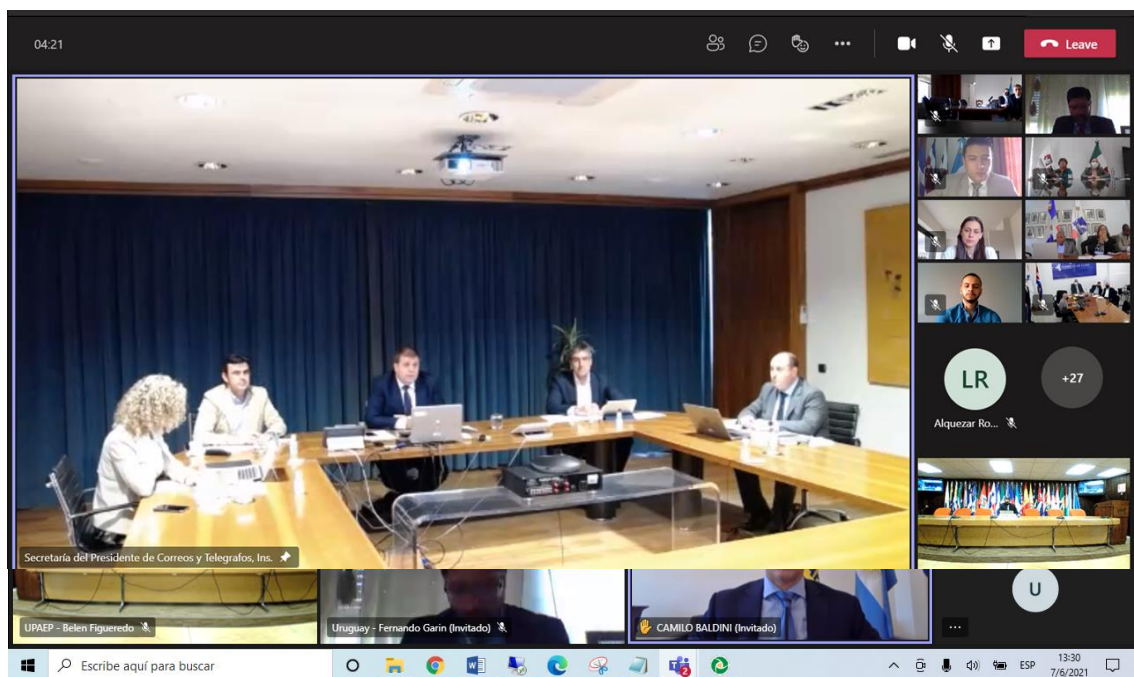 04:21
Leave
LR
+27
Alquezar Ro...
Secretaría del Presidente de Correos y Telegrafos, Ins.
U
UPAEP - Belen Figueredo
Uruguay - Fernando Garin (Invitado)
CAMILO BALDINI (Invitado)
...
Escribe aquí para buscar
ESP
13:30
7/6/2021